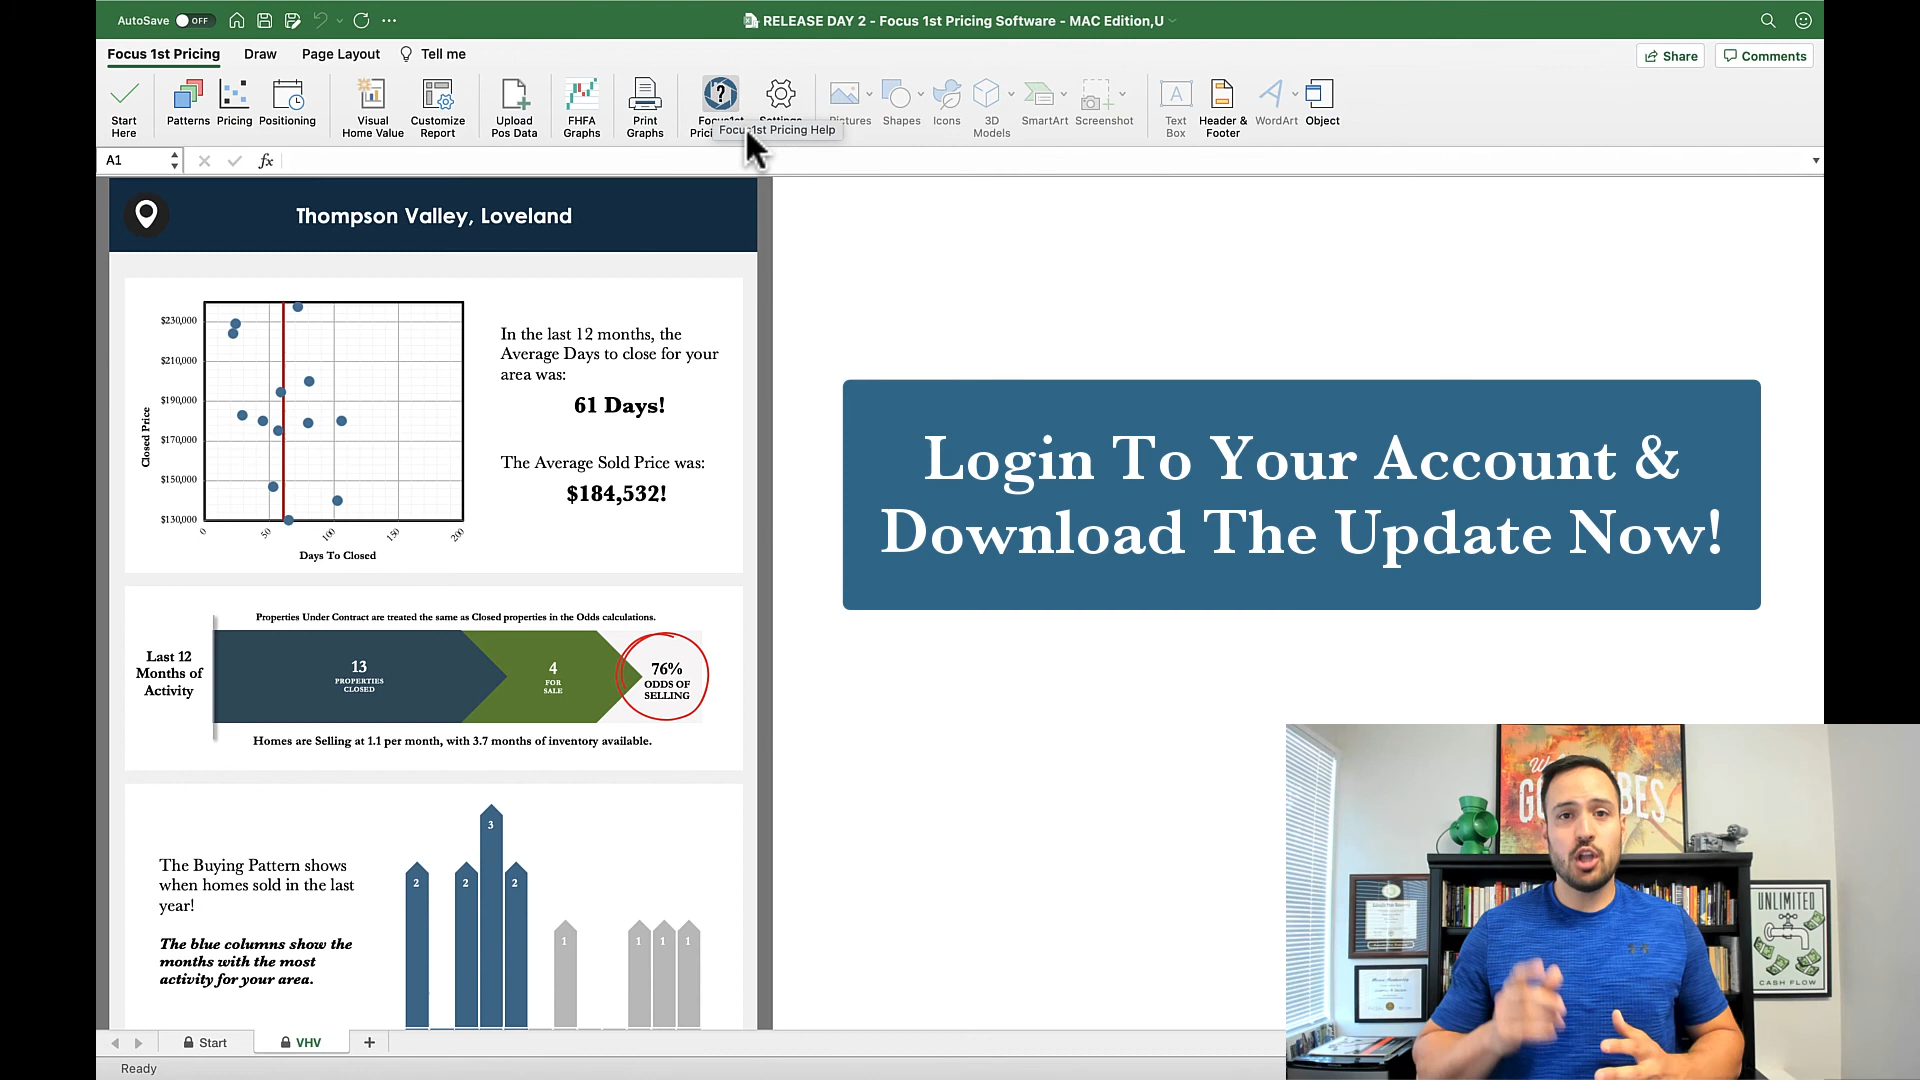 AutoSave OFF
RELEASE DAY 2 - Focus 1st Pricing Software - MAC Edition,U
Focus 1st Pricing Draw Page Layout Tell me
Share Comments
Start Here
Patterns
Pricing
Positioning
Visual Home Value
Customize Report
Upload Pos Data
FHFA Graphs
Print Graphs
Focus 1st Pricing Help
Pictures
Shapes
Icons
3D Models
SmartArt
Screenshot
Text Box
Header & Footer
WordArt
Object
A1
fx
Thompson Valley, Loveland
$230,000
$210,000
$190,000
$170,000
$150,000
$130,000
Closed Price
0 50 100 150 200
Days To Closed
In the last 12 months, the
Average Days to close for your
area was:
61 Days!
The Average Sold Price was:
$184,532!
Login To Your Account &
Download The Update Now!
Properties Under Contract are treated the same as Closed properties in the Odds calculations.
Last 12
Months of
Activity
13
PROPERTIES
CLOSED
4
FOR
SALE
76%
ODDS OF
SELLING
Homes are Selling at 1.1 per month, with 3.7 months of inventory available.
The Buying Pattern shows
when homes sold in the last
year!
The blue columns show the
months with the most
activity for your area.
2 2 3 2 1 1 1 1
UNLIMITED
CASH FLOW
Start VHV
Ready